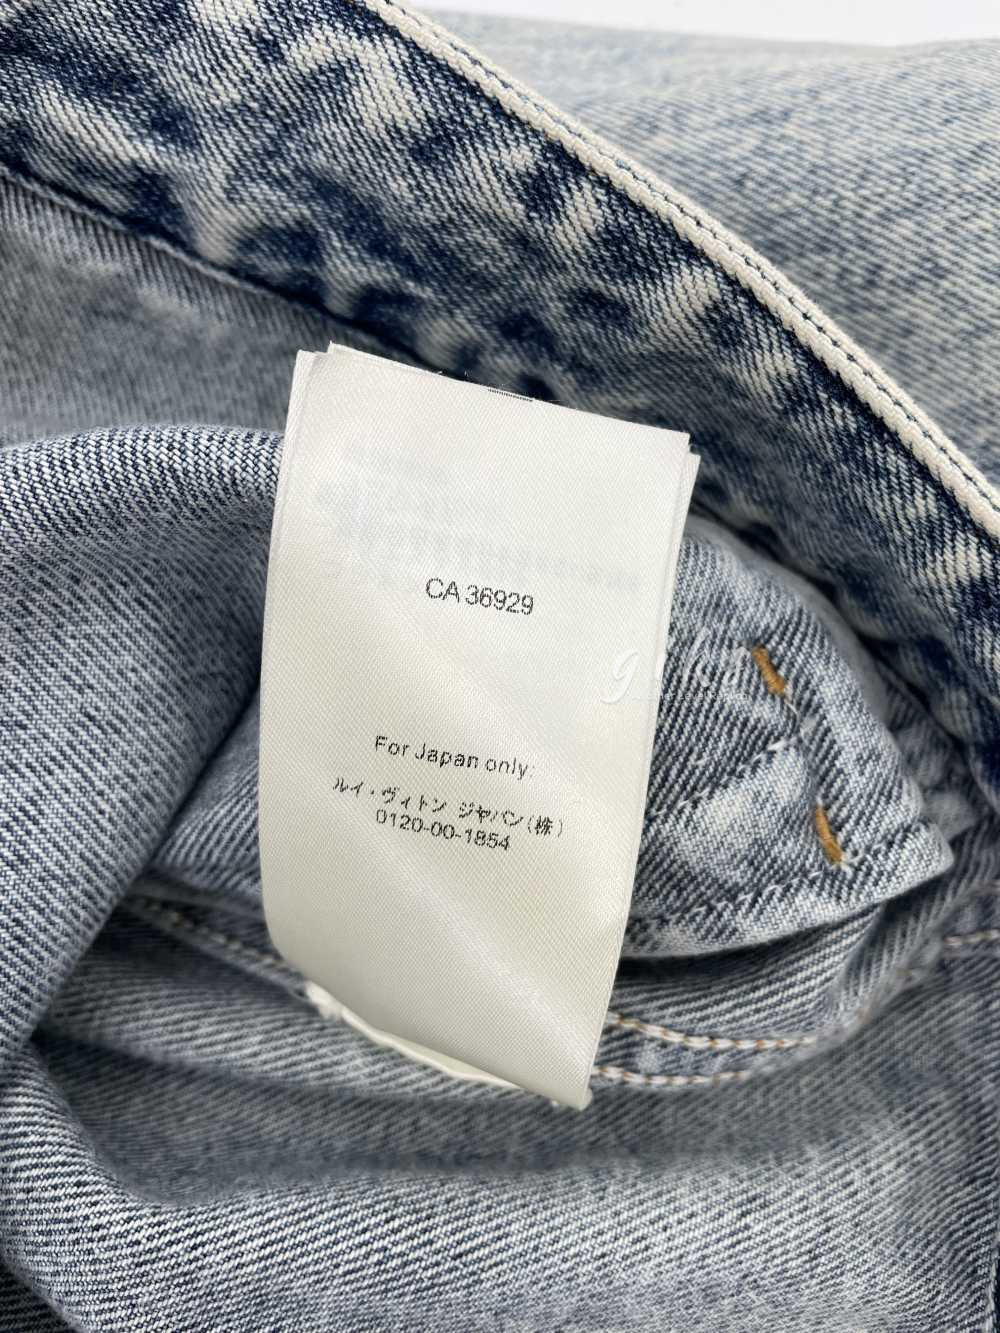 CA 36929
For Japan only:
ルイ・ヴィトン ジャパン(株)
0120-00-1854